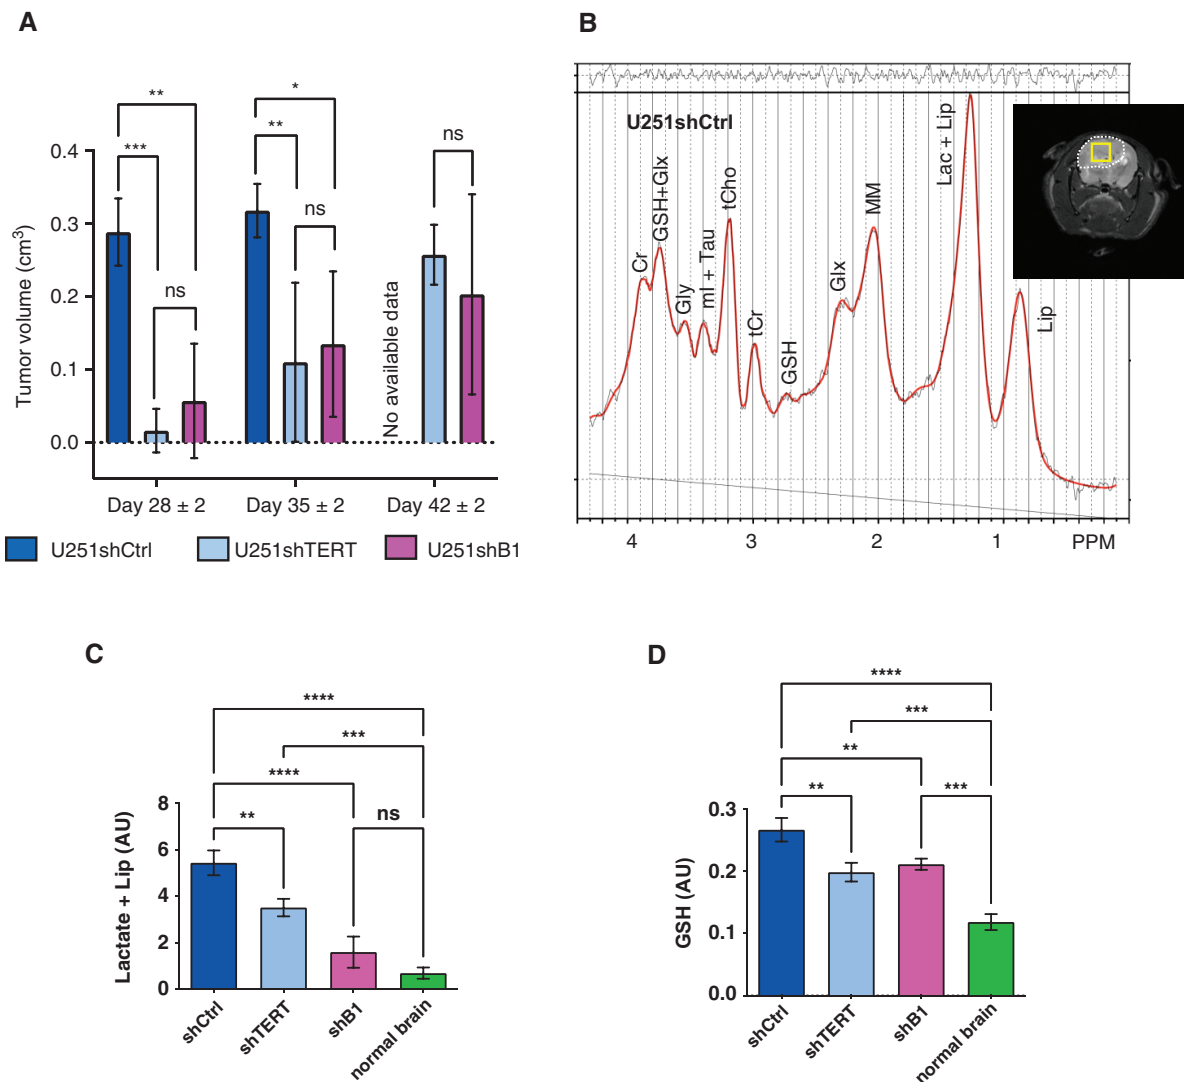 A
** *
*** ** ns
ns
ns
0.4
0.3
0.2
0.1
0.0
Tumor volume (cm3)
No available data
Day 28 ± 2 Day 35 ± 2 Day 42 ± 2
U251shCtrl U251shTERT U251shB1
B
U251shCtrl
Cr
GSH+Glx
Gly
mI + Tau
tCho
tCr
GSH
Glx
MM
Lac + Lip
Lip
4 3 2 1 PPM
C
****
***
****
** ns
8
6
4
2
0
Lactate + Lip (AU)
shCtrl shTERT shB1 normal brain
D
****
***
**
** ***
0.3
0.2
0.1
0.0
GSH (AU)
shCtrl shTERT shB1 normal brain